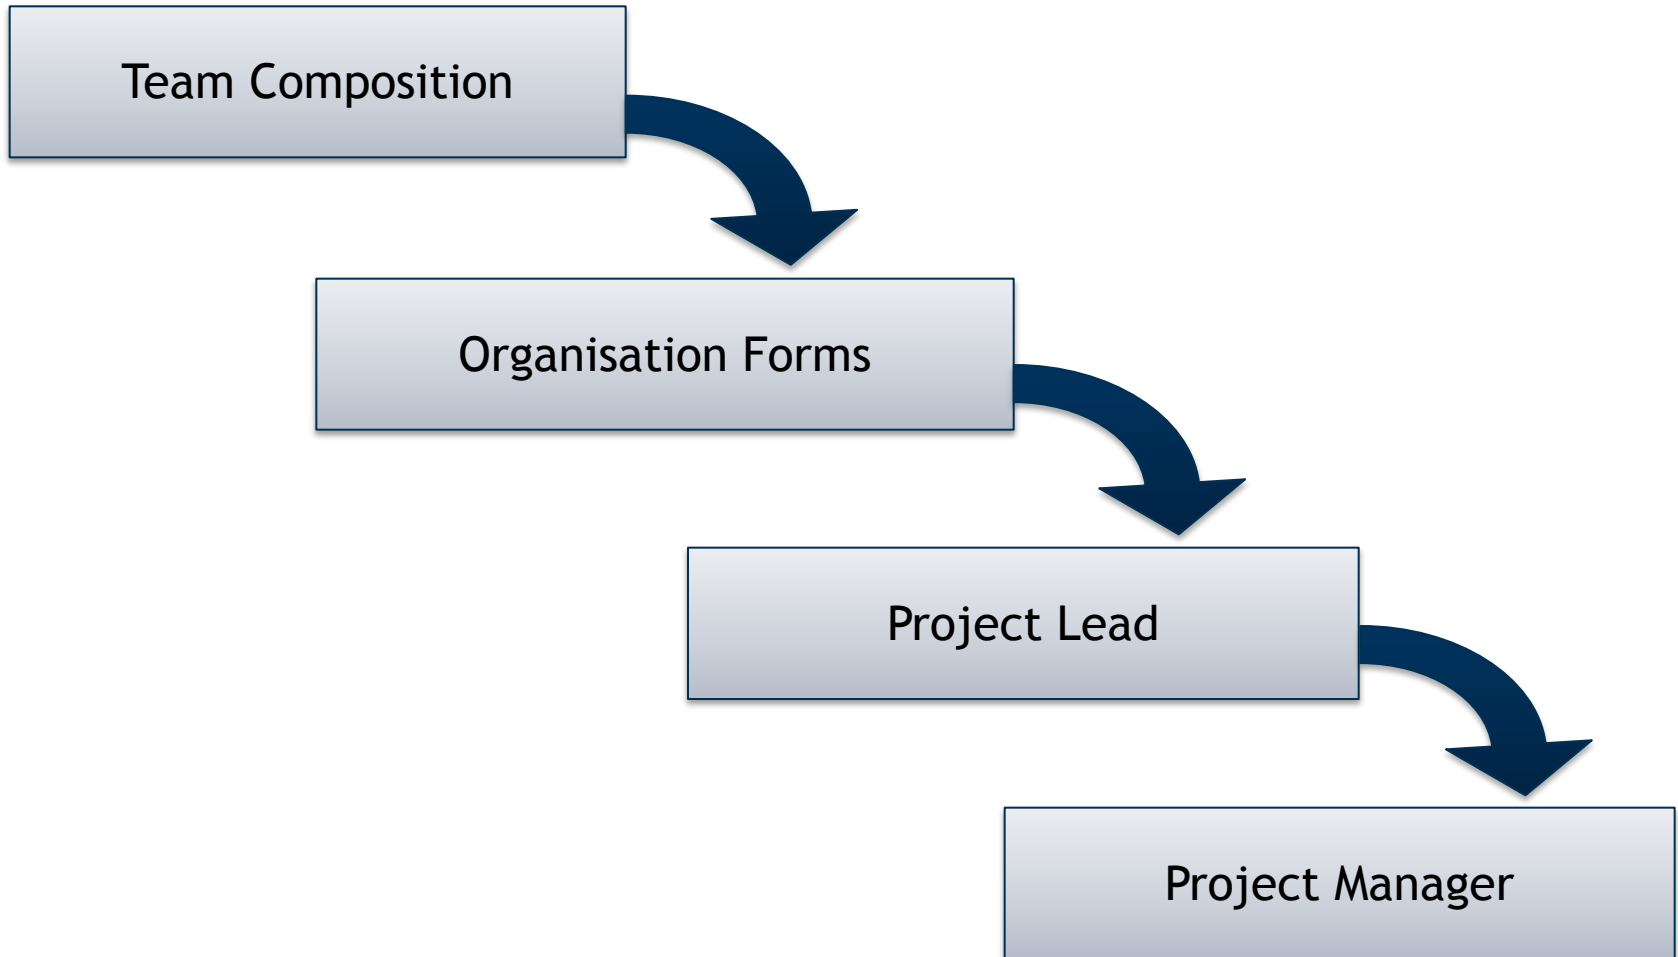 Team Composition
Organisation Forms
Project Lead
Project Manager